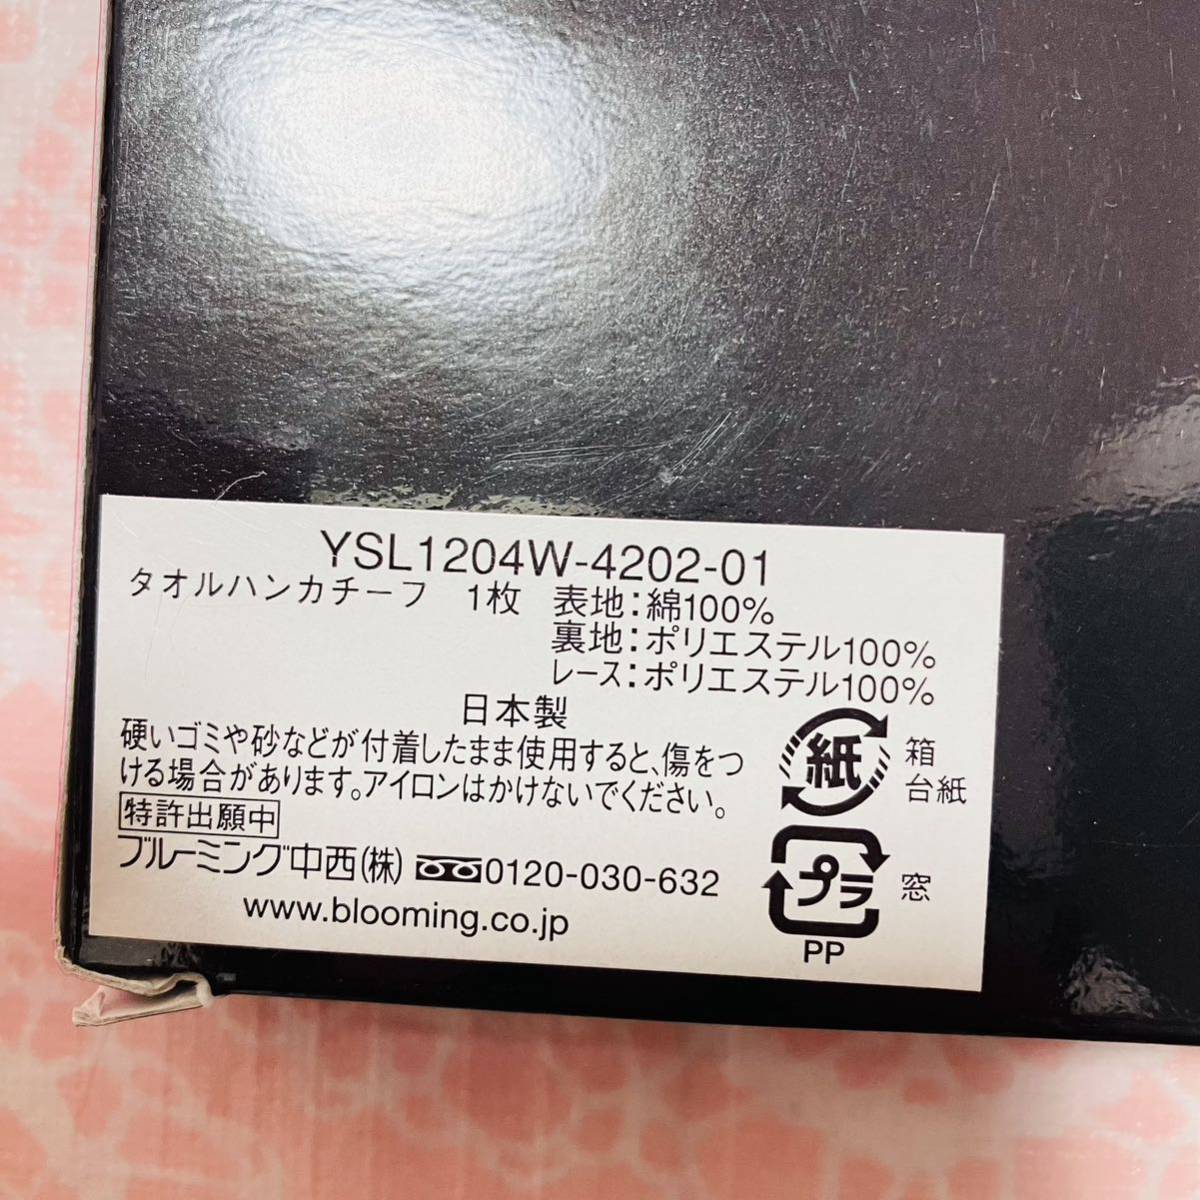 YSL1204W-4202-01
タオルハンカチーフ 1枚 表地:綿100%
裏地:ポリエステル100%
レース:ポリエステル100%
日本製
硬いゴミや砂などが付着したまま使用すると、傷をつ
ける場合があります。アイロンはかけないでください。
特許出願中
ブルーミング中西(株) 0120-030-632
www.blooming.co.jp
紙 箱
台紙
プラ 窓
PP